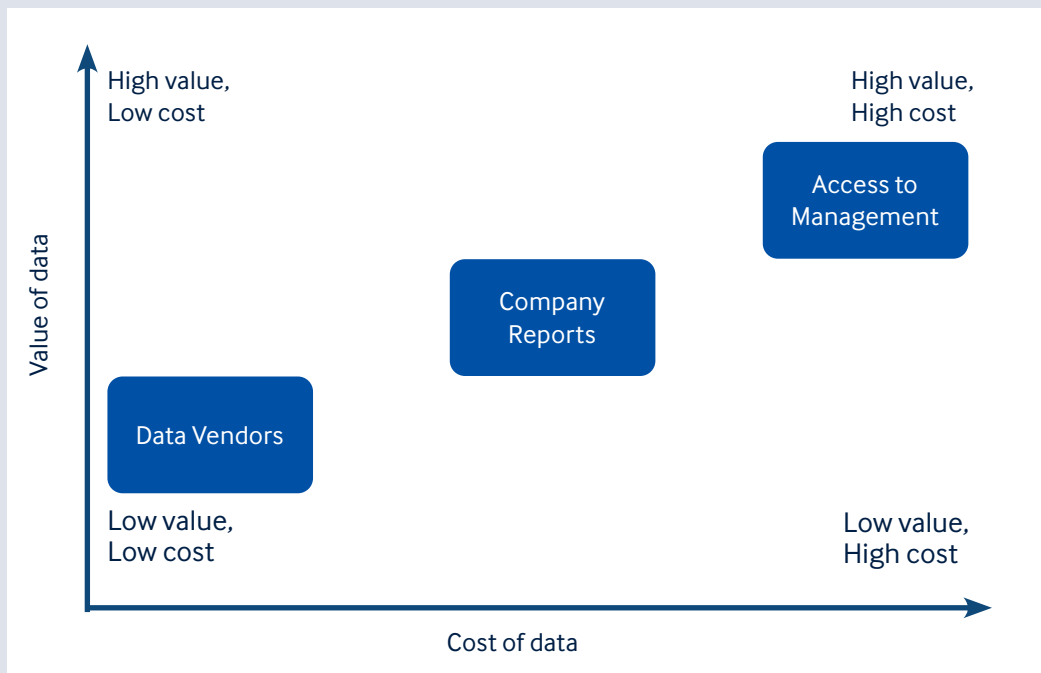 High value,
Low cost
High value,
High cost
Access to
Management
Company
Reports
Value of data
Data Vendors
Low value,
Low cost
Low value,
High cost
Cost of data